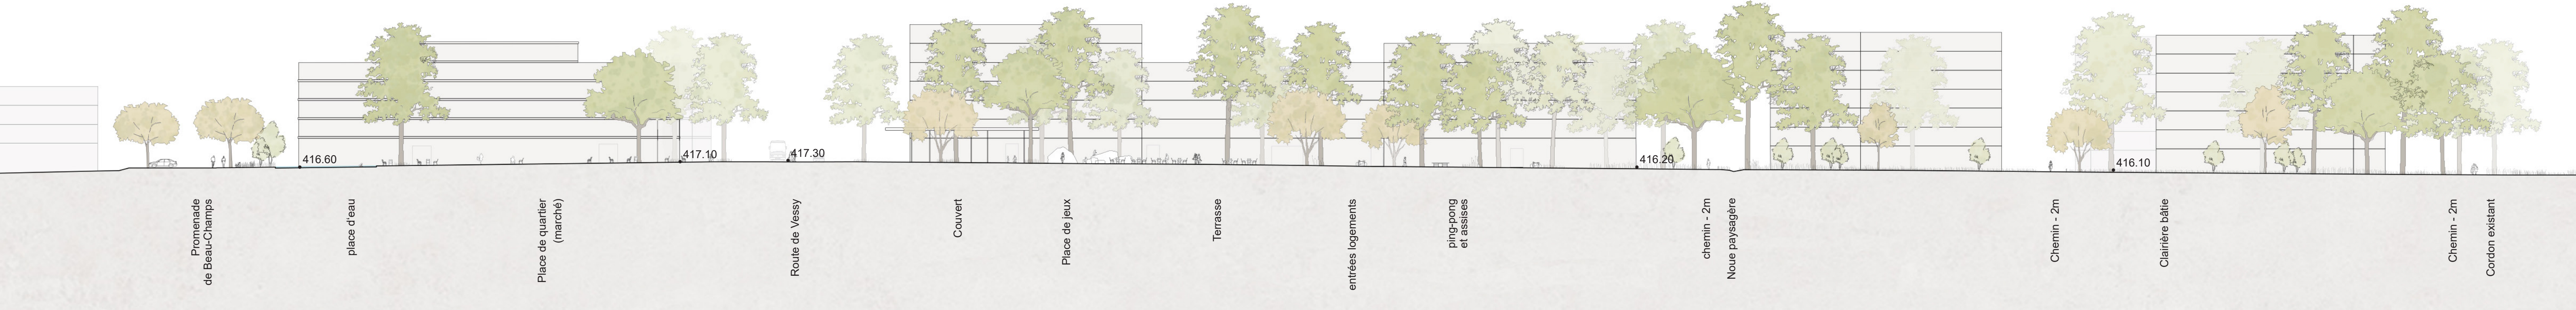 416.60
417.10
417.30
416.20
416.10
Promenade
de Beau-Champs
place d'eau
Place de quartier
(marché)
Route de Vessy
Couvert
Place de jeux
Terrasse
entrées logements
ping-pong
et assises
chemin - 2m
Noue paysagère
Chemin - 2m
Clairière bâtie
Chemin - 2m
Cordon existant